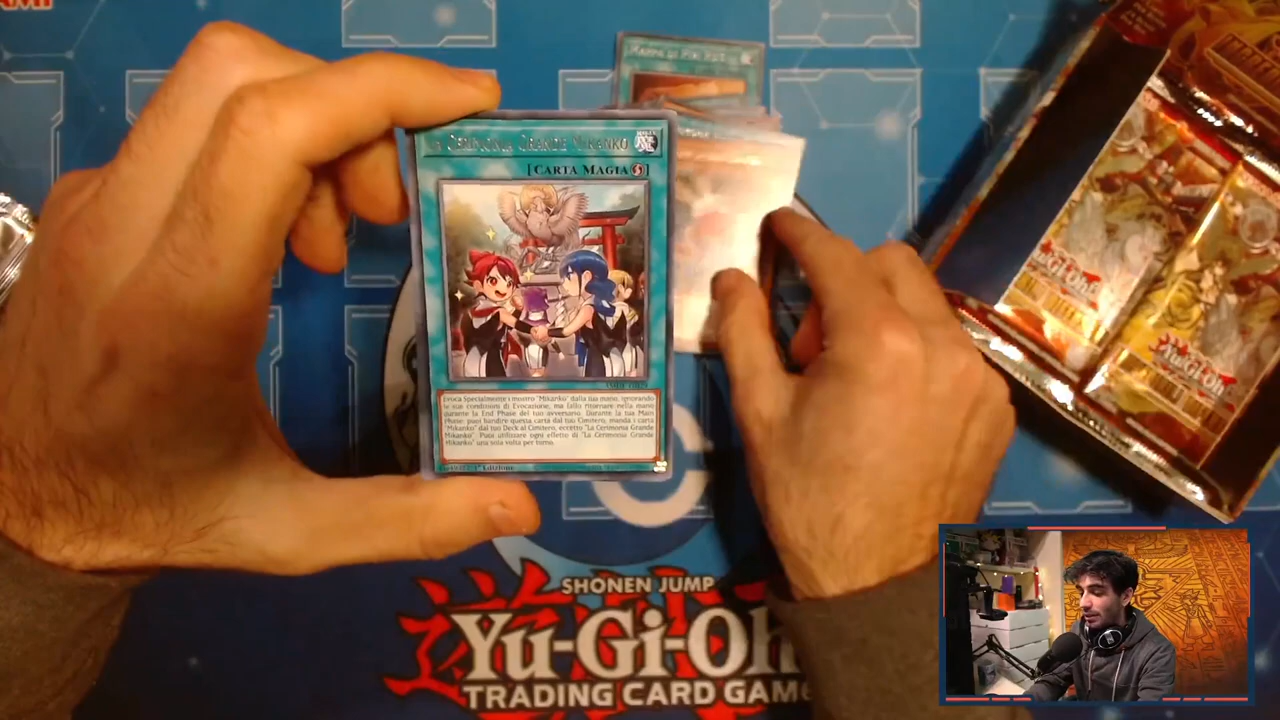 Mappa di Piri Reis
La Cerimonia Grande Mikanko
[Carta Magia]
Evoca Specialmente 1 mostro "Mikanko" dalla tua mano, ignorando
le sue condizioni di Evocazione, ma fallo ritornare nella mano
durante la End Phase del tuo avversario. Durante la tua Main
Phase: puoi bandire questa carta dal tuo Cimitero; manda 1 carta
"Mikanko" dal tuo Deck al Cimitero, eccetto "La Cerimonia Grande
Mikanko". Puoi utilizzare ogni effetto di "La Cerimonia Grande
Mikanko" una sola volta per turno.
1ª Edizione
Yu-Gi-Oh!
Yu-Gi-Oh!
SHONEN JUMP
Yu-Gi-Oh!
TRADING CARD GAME